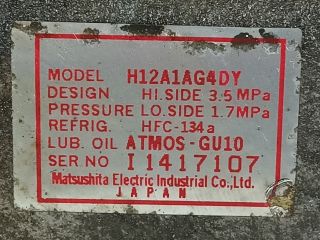 MODEL H12A1AG4DY
DESIGN HI.SIDE 3.5 MPa
PRESSURE LO.SIDE 1.7 MPa
REFRIG. HFC-134a
LUB. OIL ATMOS-GU10
SER NO I1417107
Matsushita Electric Industrial Co.,Ltd.
JAPAN